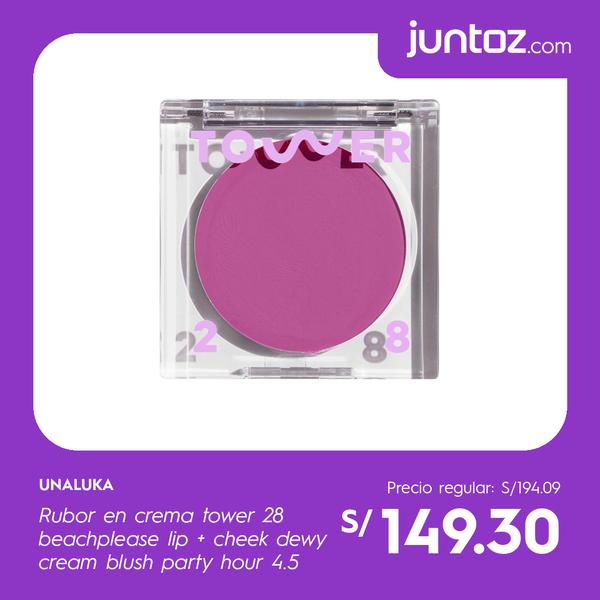 juntoz.com
TOWER
2 8
UNALUKA
Rubor en crema tower 28
beachplease lip + cheek dewy
cream blush party hour 4.5
Precio regular: S/194.09
S/149.30